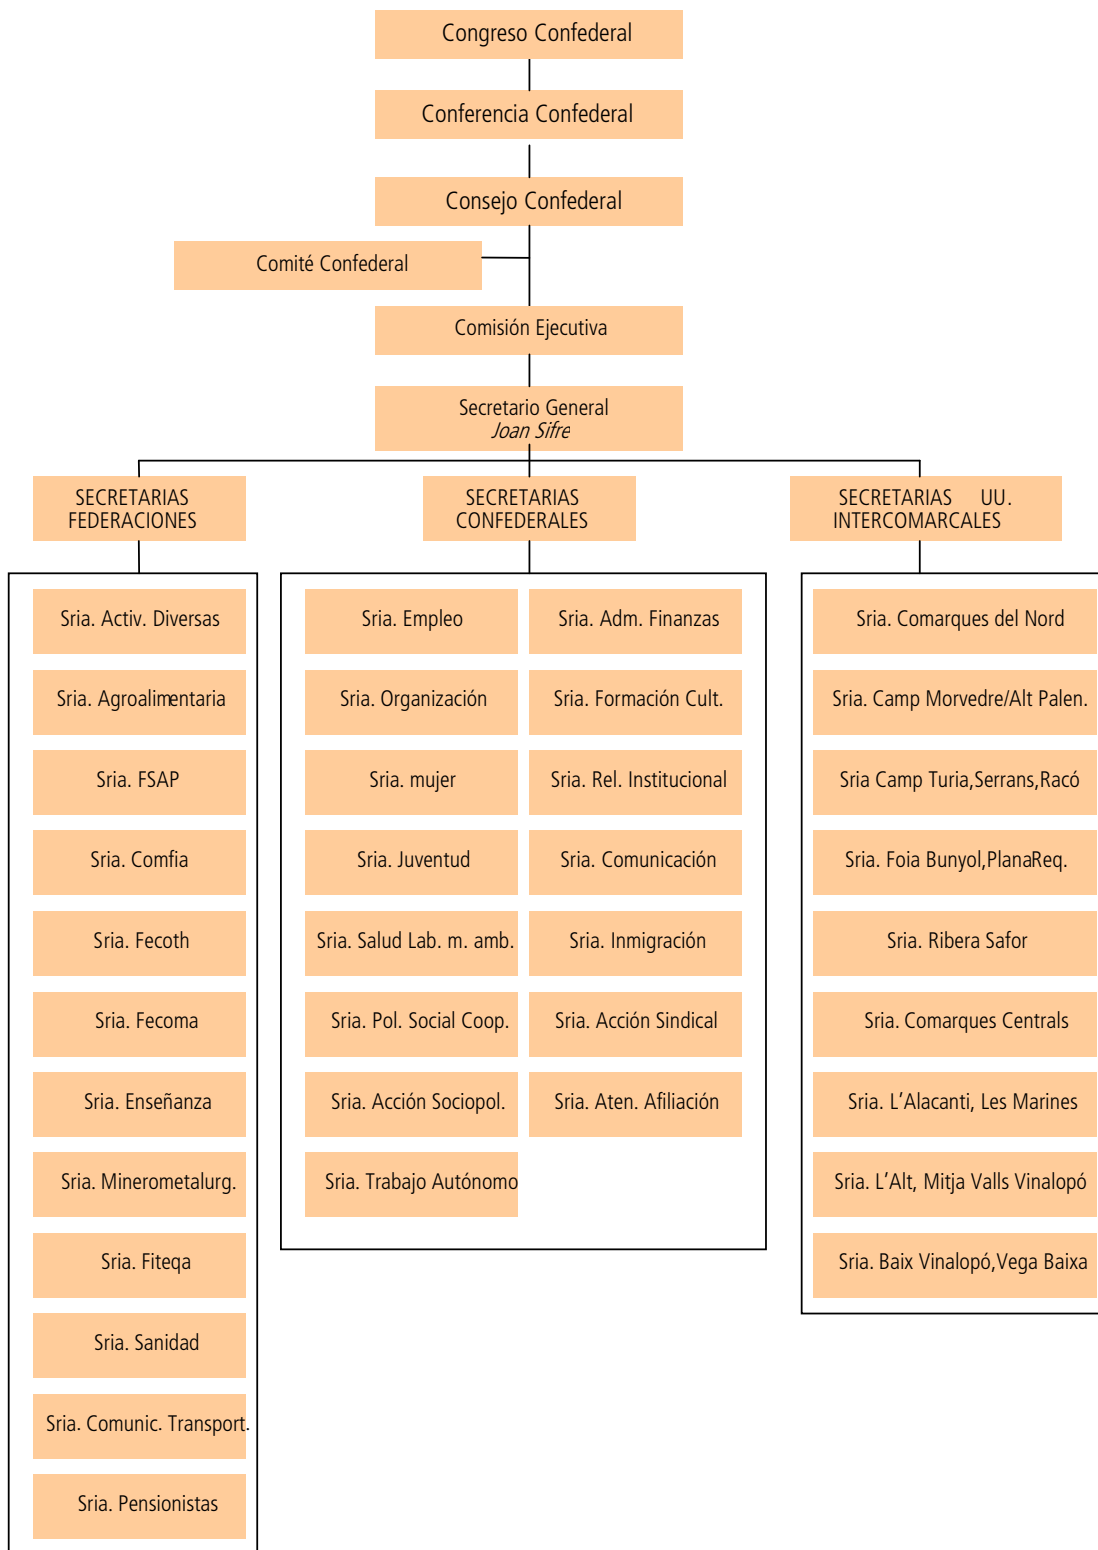 Congreso Confederal
Conferencia Confederal
Consejo Confederal
Comité Confederal
Comisión Ejecutiva
Secretario General
Joan Sifre
SECRETARIAS
FEDERACIONES
SECRETARIAS
CONFEDERALES
SECRETARIAS UU.
INTERCOMARCALES
Sria. Activ. Diversas
Sria. Agroalimentaria
Sria. FSAP
Sria. Comfia
Sria. Fecoth
Sria. Fecoma
Sria. Enseñanza
Sria. Minerometalurg.
Sria. Fiteqa
Sria. Sanidad
Sria. Comunic. Transport.
Sria. Pensionistas
Sria. Empleo
Sria. Organización
Sria. mujer
Sria. Juventud
Sria. Salud Lab. m. amb.
Sria. Pol. Social Coop.
Sria. Acción Sociopol.
Sria. Trabajo Autónomo
Sria. Adm. Finanzas
Sria. Formación Cult.
Sria. Rel. Institucional
Sria. Comunicación
Sria. Inmigración
Sria. Acción Sindical
Sria. Aten. Afiliación
Sria. Comarques del Nord
Sria. Camp Morvedre/Alt Palen.
Sria Camp Turia,Serrans,Racó
Sria. Foia Bunyol,PlanaReq.
Sria. Ribera Safor
Sria. Comarques Centrals
Sria. L'Alacanti, Les Marines
Sria. L'Alt, Mitja Valls Vinalopó
Sria. Baix Vinalopó,Vega Baixa